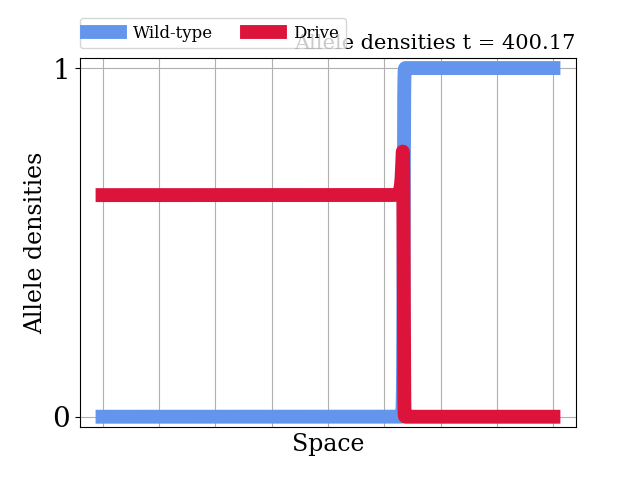 Wild-type Drive
Allele densities t = 400.17
1
Allele densities
0
Space